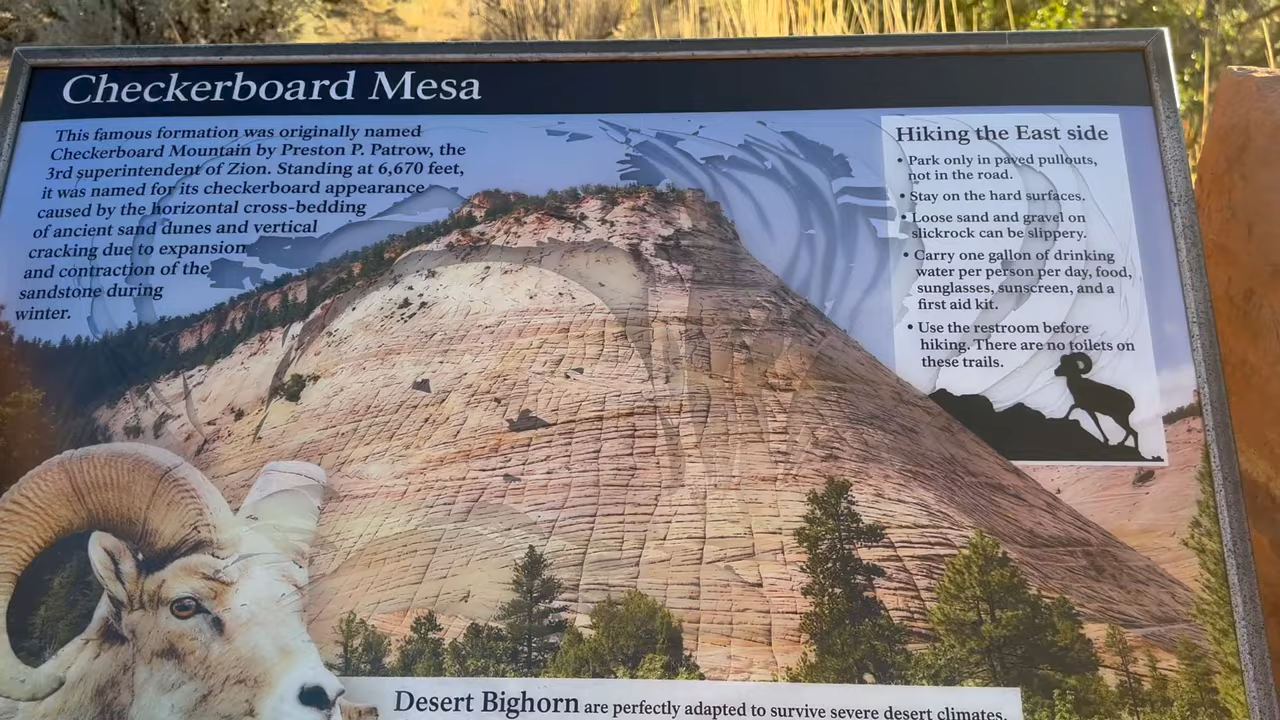 Checkerboard Mesa
This famous formation was originally named
Checkerboard Mountain by Preston P. Patrow, the
3rd superintendent of Zion. Standing at 6,670 feet,
it was named for its checkerboard appearance
caused by the horizontal cross-bedding
of ancient sand dunes and vertical
cracking due to expansion
and contraction of the
sandstone during
winter.
Hiking the East side
• Park only in paved pullouts,
not in the road.
• Stay on the hard surfaces.
• Loose sand and gravel on
slickrock can be slippery.
• Carry one gallon of drinking
water per person per day, food,
sunglasses, sunscreen, and a
first aid kit.
• Use the restroom before
hiking. There are no toilets on
these trails.
Desert Bighorn are perfectly adapted to survive severe desert climates.